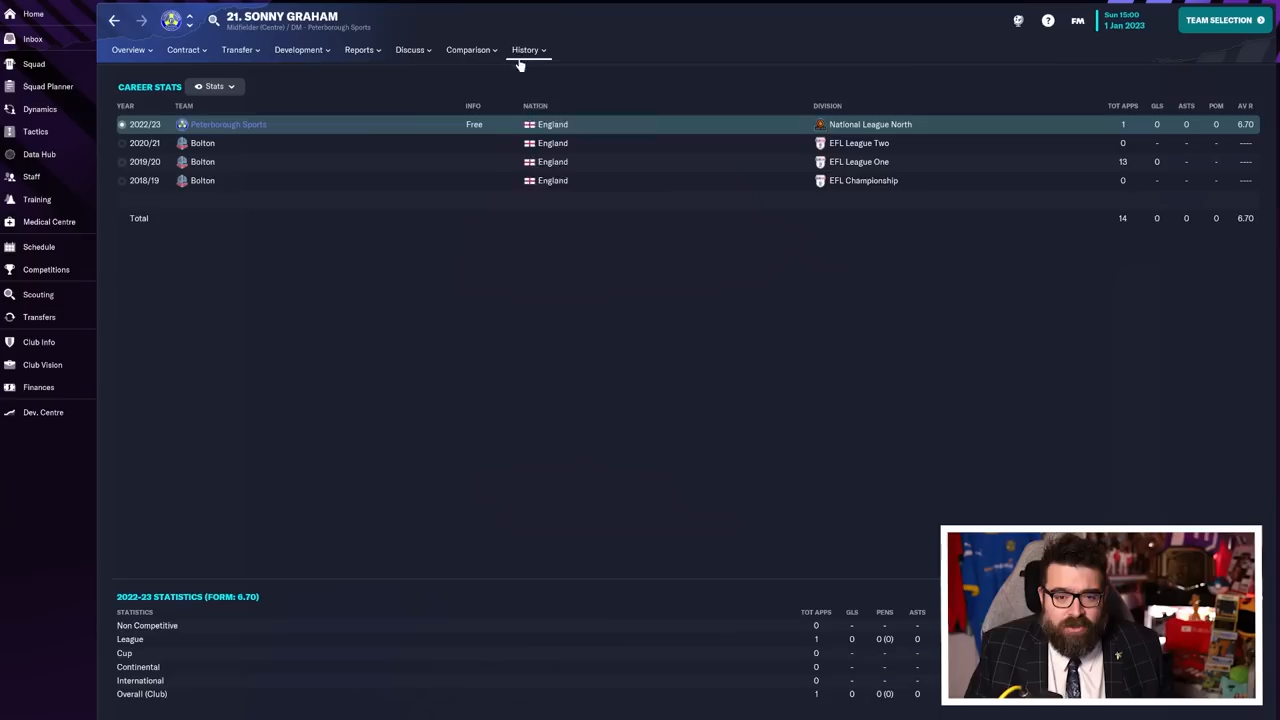 Home
Inbox
Squad
Squad Planner
Dynamics
Tactics
Data Hub
Staff
Training
Medical Centre
Schedule
Competitions
Scouting
Transfers
Club Info
Club Vision
Finances
Dev. Centre
21. SONNY GRAHAM
Midfielder (Centre) / DM - Peterborough Sports
FM
Sun 15:00
1 Jan 2023
TEAM SELECTION
Overview Contract Transfer Development Reports Discuss Comparison History
CAREER STATS Stats
YEAR TEAM INFO NATION DIVISION TOT APPS GLS ASTS POM AV R
2022/23 Peterborough Sports Free England National League North 1 0 0 0 6.70
2020/21 Bolton England EFL League Two 0 - - - ----
2019/20 Bolton England EFL League One 13 0 - - ----
2018/19 Bolton England EFL Championship 0 - - - ----
Total 14 0 0 0 6.70
2022-23 STATISTICS (FORM: 6.70)
STATISTICS TOT APPS GLS PENS ASTS
Non Competitive 0 - - -
League 1 0 0 (0) 0
Cup 0 - - -
Continental 0 - - -
International 0 - - -
Overall (Club) 1 0 0 (0) 0